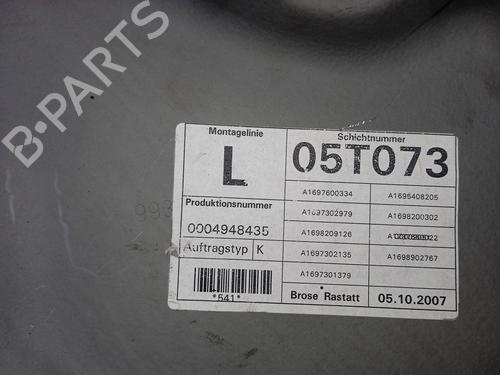 B-PARTS
Montagelinie
L
Schichtnummer
05T073
Produktionsnummer
0004948435
Auftragstyp K
*541*
A1697600334
A1695408205
A1697302979
A1698200302
A1698209126
A1697302135
A1698902767
A1697301379
Brose Rastatt
05.10.2007